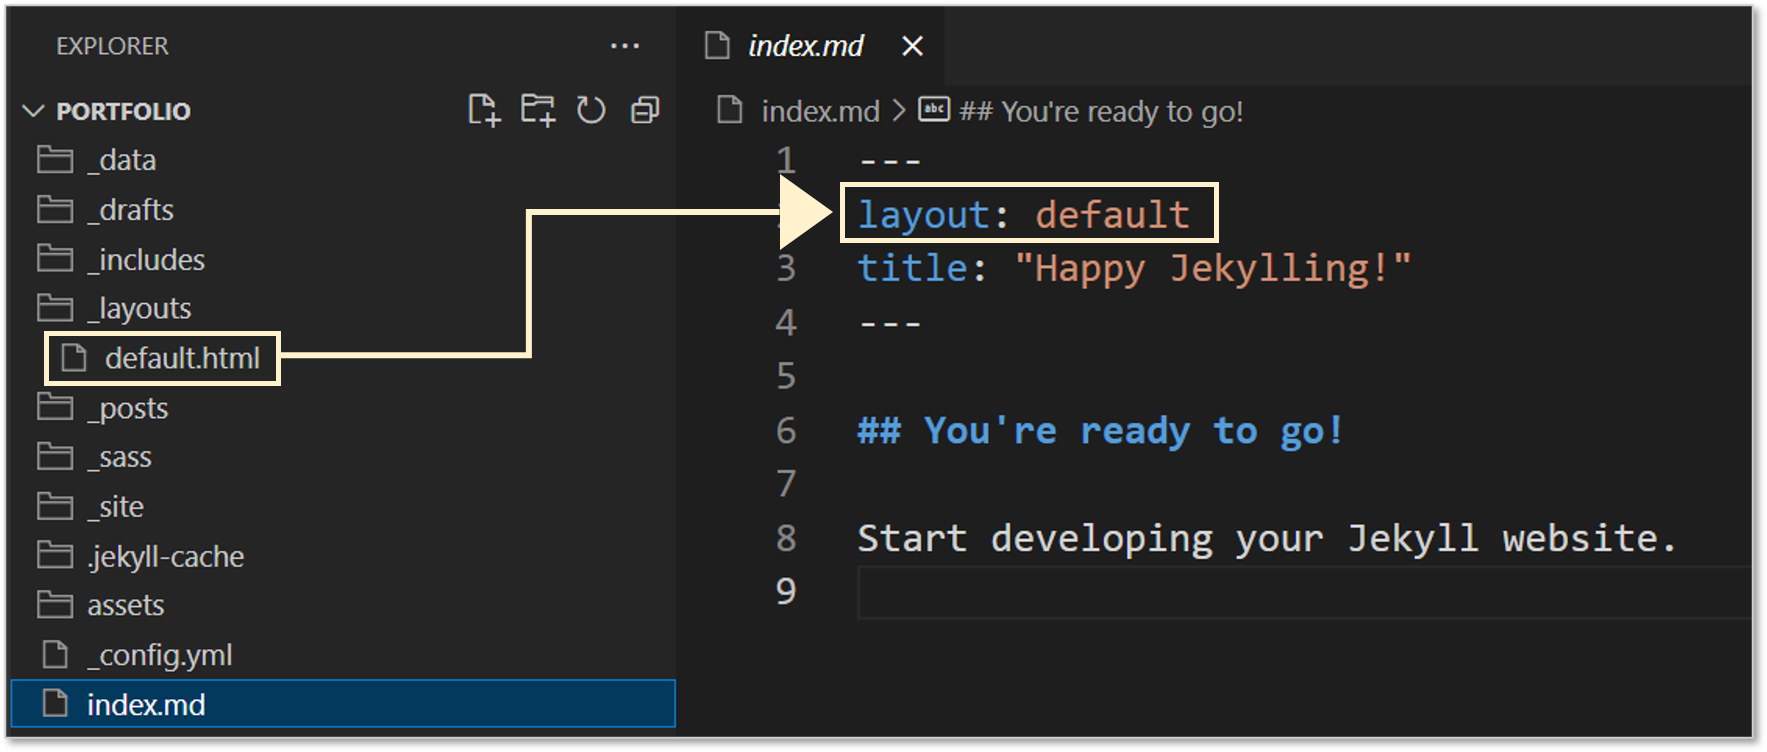 EXPLORER
PORTFOLIO
_data
_drafts
_includes
_layouts
default.html
_posts
_sass
_site
.jekyll-cache
assets
_config.yml
index.md
index.md
index.md > abc ## You're ready to go!
1 ---
layout: default
3 title: "Happy Jekylling!"
4 ---
5
6 ## You're ready to go!
7
8 Start developing your Jekyll website.
9